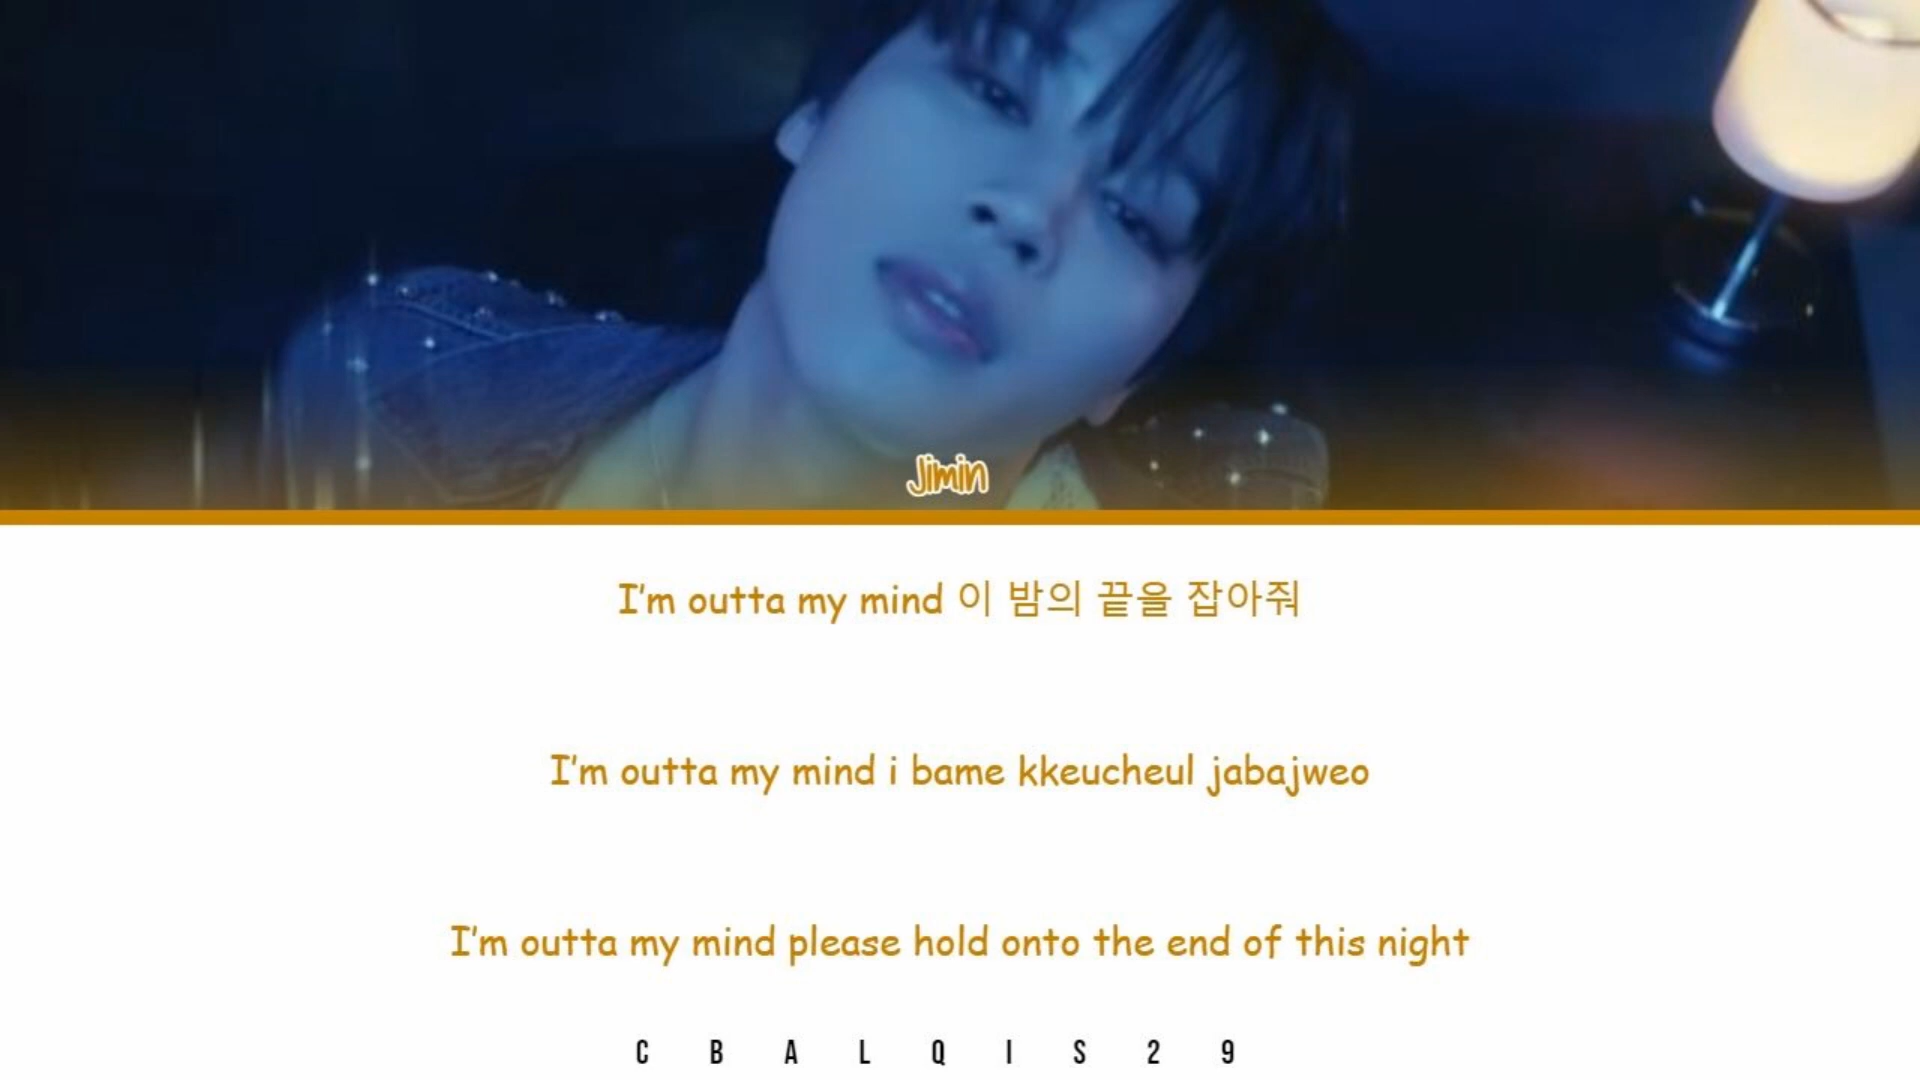 Jimin
I'm outta my mind 이 밤의 끝을 잡아줘
I'm outta my mind i bame kkeucheul jabajweo
I'm outta my mind please hold onto the end of this night
C B A L Q I S 2 9